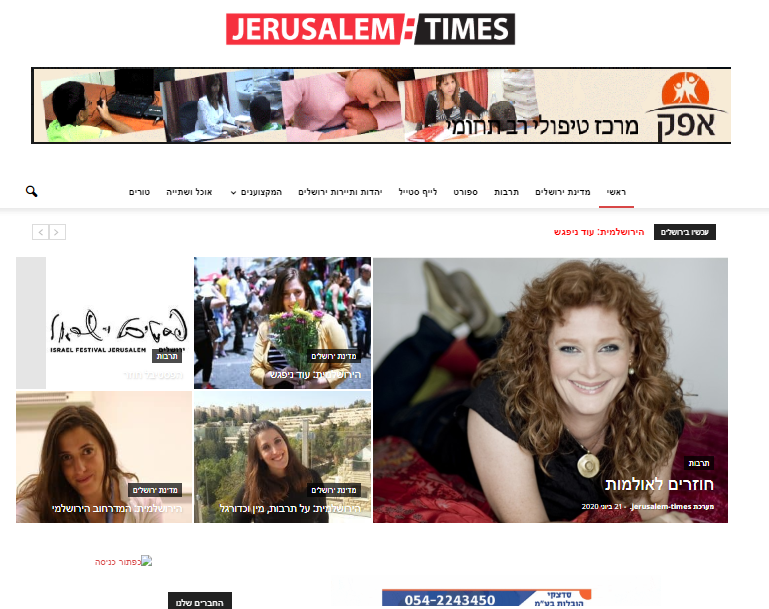 JERUSALEM:TIMES
אפק
מרכז טיפולי רב תחומי
ראשי
מדינת ירושלים
תרבות
ספורט
לייף סטייל
יהדות ותיירות ירושלים
המקצוענים
אוכל ושתייה
טורים
עכשיו בירושלים
הירושלמית: עוד ניפגש
תרבות
חוזרים לאולמות
מערכת Jerusalem-times - 21 ביוני 2020
מדינת ירושלים
הירושלמית: עוד ניפגש
פסטיבל ישראל
ירושלים
ISRAEL FESTIVAL JERUSALEM
תרבות
מדינת ירושלים
הירושלמית: על תרבות, מין וכדורגל
מדינת ירושלים
הירושלמית: המדרחוב הירושלמי
כפתור כניסה
החברים שלנו
סדצקי
הובלות בע"מ
054-2243450